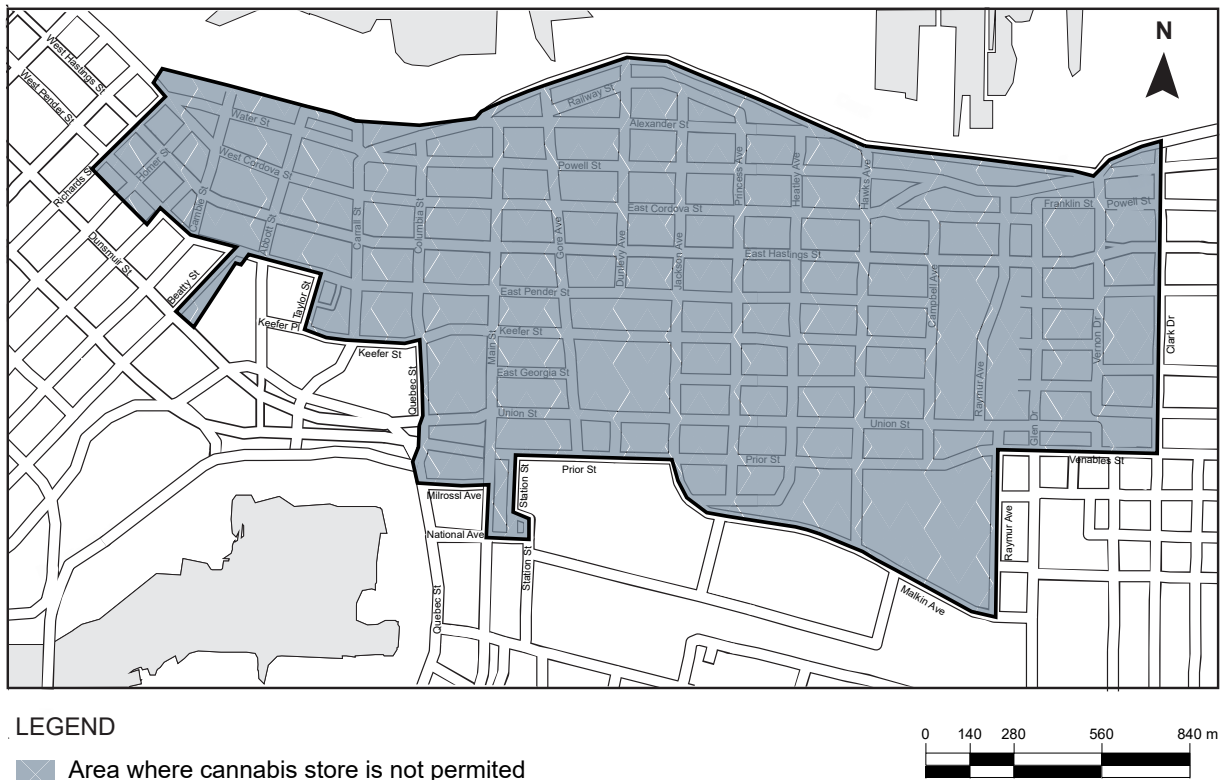 N
West Hastings St
West Pender St
Railway St
Water St
Alexander St
West Cordova St
Homer St
Powell St
Princess Ave
Heatley Ave
Hawks Ave
Richards St
Cambie St
Abbott St
Carrall St
Columbia St
Gore Ave
Dunlevy Ave
Jackson Ave
East Cordova St
Franklin St
Powell St
Dunsmuir St
Beatty St
East Hastings St
Taylor St
East Pender St
Campbell Ave
Keefer Pl
Keefer St
Main St
Keefer St
Vernon Dr
Clark Dr
Quebec St
East Georgia St
Raymur Ave
Union St
Union St
Glen Dr
Prior St
Prior St
Venables St
Station St
Milrossl Ave
National Ave
Raymur Ave
Station St
Quebec St
Malkin Ave
LEGEND
Area where cannabis store is not permitted
0 140 280 560 840 m